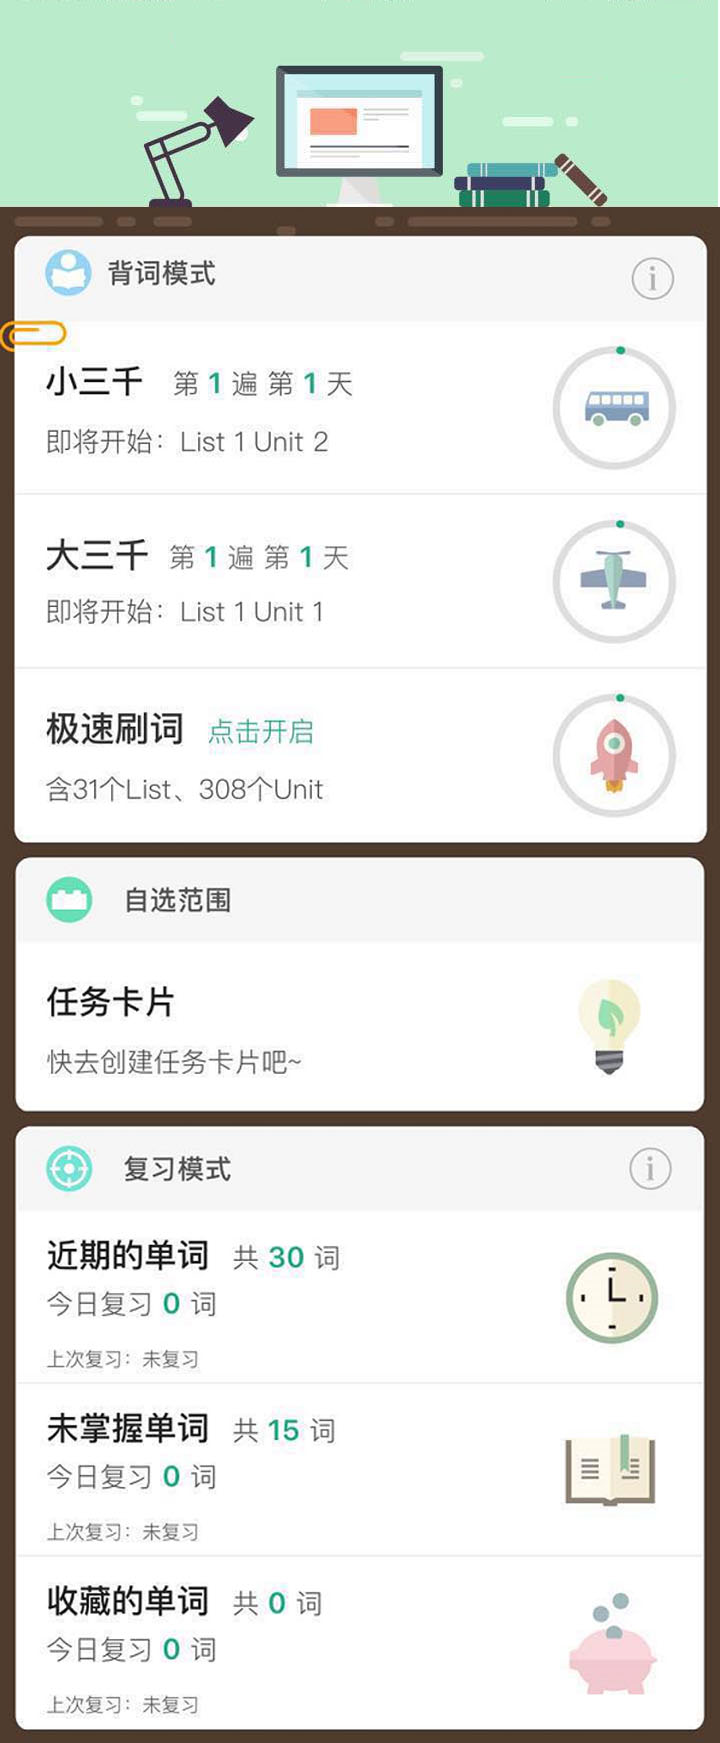 背词模式
小三千 第 1 遍 第 1 天
即将开始：List 1 Unit 2
大三千 第 1 遍 第 1 天
即将开始：List 1 Unit 1
极速刷词 点击开启
含31个List、308个Unit
自选范围
任务卡片
快去创建任务卡片吧~
复习模式
近期的单词 共 30 词
今日复习 0 词
上次复习：未复习
未掌握单词 共 15 词
今日复习 0 词
上次复习：未复习
收藏的单词 共 0 词
今日复习 0 词
上次复习：未复习